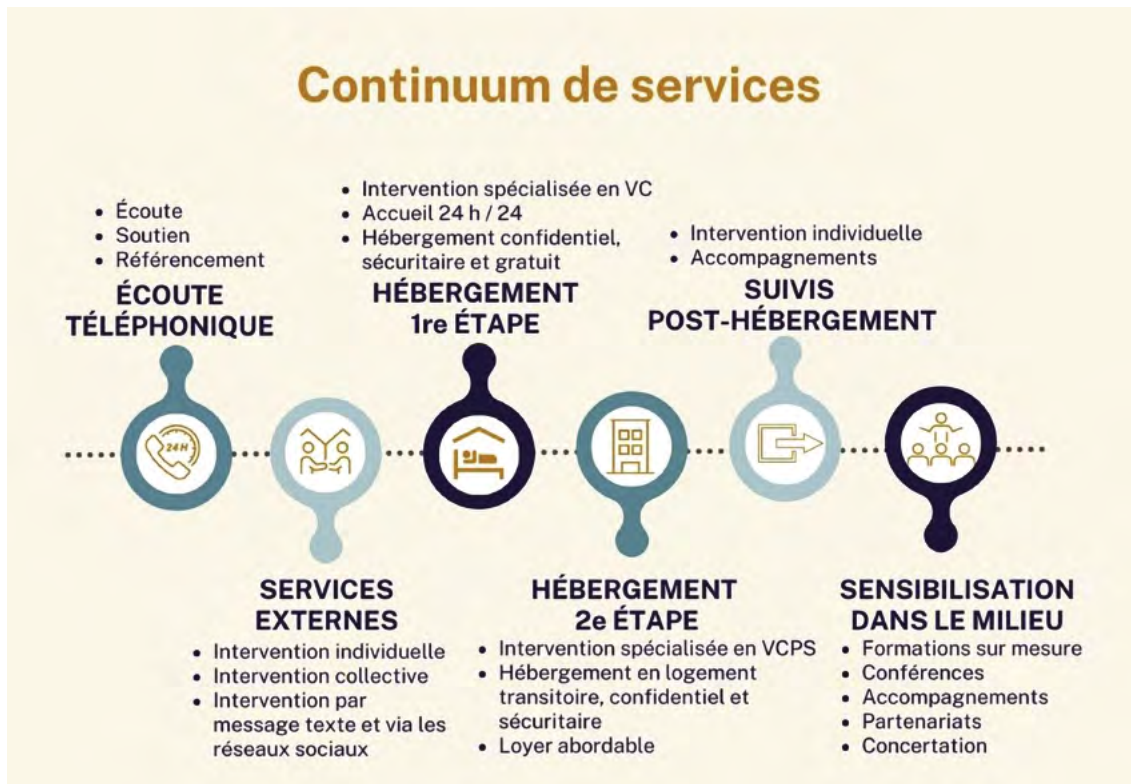 Continuum de services
• Écoute
• Soutien
• Référencement
ÉCOUTE
TÉLÉPHONIQUE
24H
SERVICES
EXTERNES
• Intervention individuelle
• Intervention collective
• Intervention par
message texte et via les
réseaux sociaux
• Intervention spécialisée en VC
• Accueil 24 h / 24
• Hébergement confidentiel,
sécuritaire et gratuit
HÉBERGEMENT
1re ÉTAPE
HÉBERGEMENT
2e ÉTAPE
• Intervention spécialisée en VCPS
• Hébergement en logement
transitoire, confidentiel et
sécuritaire
• Loyer abordable
• Intervention individuelle
• Accompagnements
SUIVIS
POST-HÉBERGEMENT
SENSIBILISATION
DANS LE MILIEU
• Formations sur mesure
• Conférences
• Accompagnements
• Partenariats
• Concertation